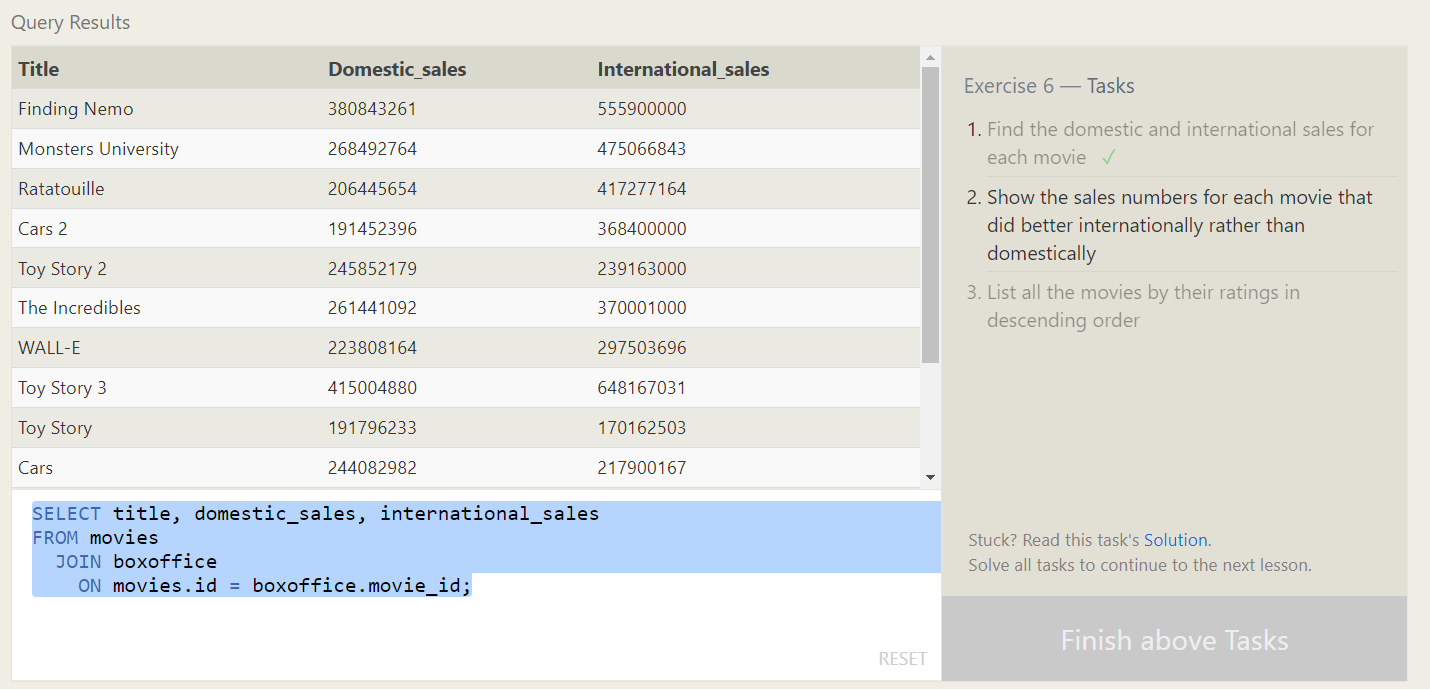 Query Results
Title Domestic_sales International_sales
Finding Nemo 380843261 555900000
Monsters University 268492764 475066843
Ratatouille 206445654 417277164
Cars 2 191452396 368400000
Toy Story 2 245852179 239163000
The Incredibles 261441092 370001000
WALL-E 223808164 297503696
Toy Story 3 415004880 648167031
Toy Story 191796233 170162503
Cars 244082982 217900167
SELECT title, domestic_sales, international_sales
FROM movies
  JOIN boxoffice
    ON movies.id = boxoffice.movie_id;
RESET
Exercise 6 — Tasks
1. Find the domestic and international sales for
each movie ✓
2. Show the sales numbers for each movie that
did better internationally rather than
domestically
3. List all the movies by their ratings in
descending order
Stuck? Read this task's Solution.
Solve all tasks to continue to the next lesson.
Finish above Tasks